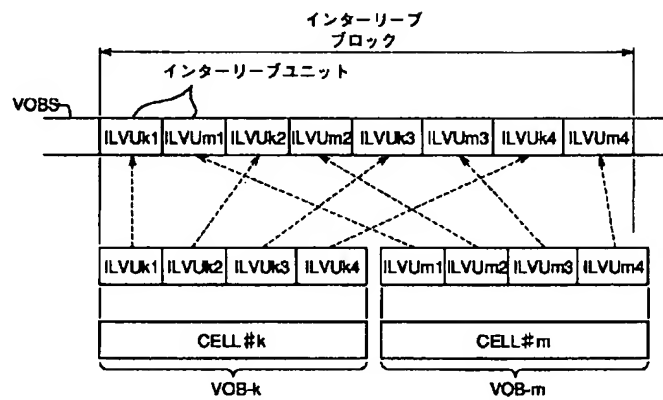 インターリーブ
ブロック
インターリーブユニット
VOBS
ILVUk1 ILVUm1 ILVUk2 ILVUm2 ILVUk3 ILVUm3 ILVUk4 ILVUm4
ILVUk1 ILVUk2 ILVUk3 ILVUk4 ILVUm1 ILVUm2 ILVUm3 ILVUm4
CELL#k CELL#m
VOB-k VOB-m